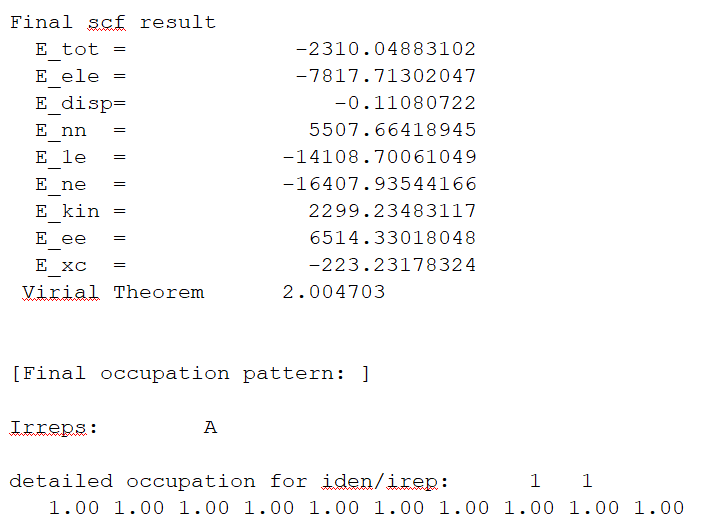 Final scf result
E_tot = -2310.04883102
E_ele = -7817.71302047
E_disp= -0.11080722
E_nn = 5507.66418945
E_1e = -14108.70061049
E_ne = -16407.93544166
E_kin = 2299.23483117
E_ee = 6514.33018048
E_xc = -223.23178324
Virial Theorem 2.004703
[Final occupation pattern: ]
Irreps: A
detailed occupation for iden/irep: 1 1
1.00 1.00 1.00 1.00 1.00 1.00 1.00 1.00 1.00 1.00